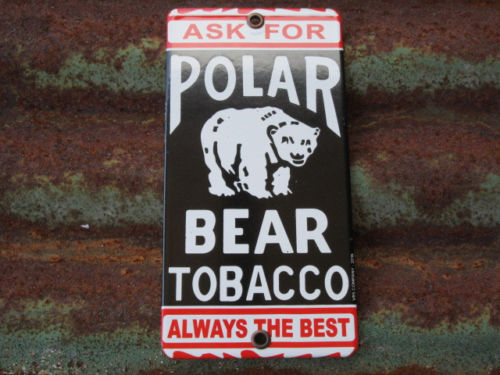 ASK FOR
POLAR
BEAR
TOBACCO
ALWAYS THE BEST